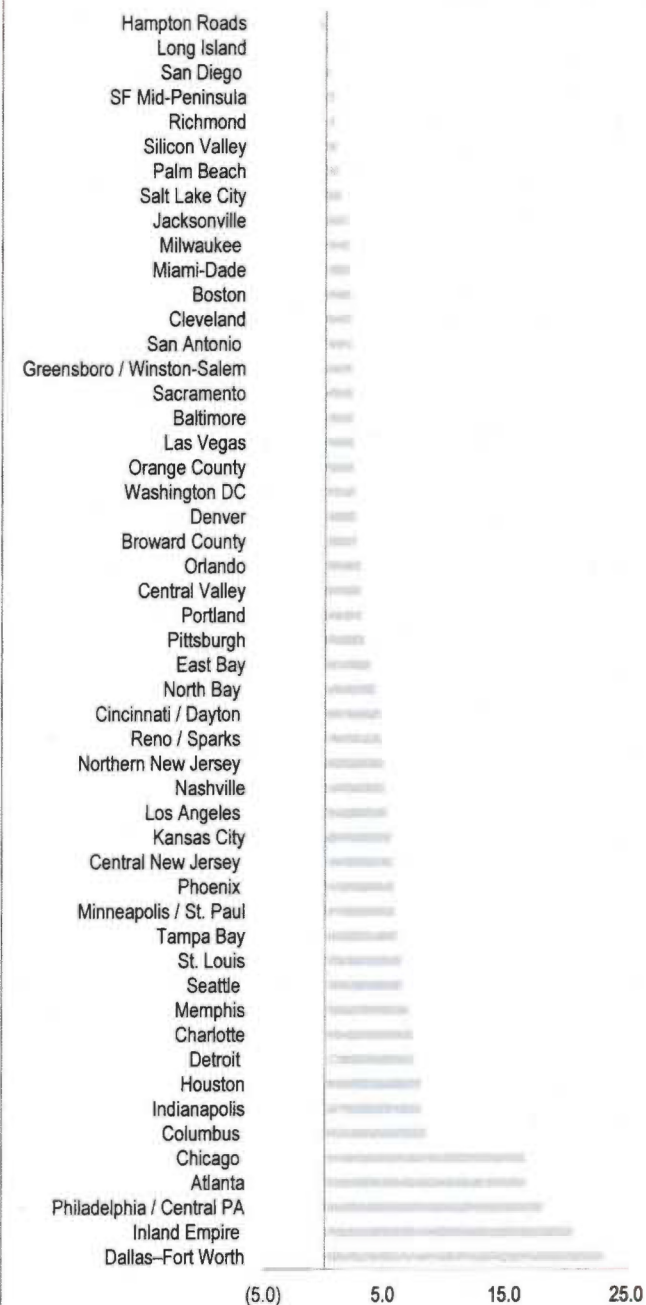 Hampton Roads
Long Island
San Diego
SF Mid-Peninsula
Richmond
Silicon Valley
Palm Beach
Salt Lake City
Jacksonville
Milwaukee
Miami-Dade
Boston
Cleveland
San Antonio
Greensboro / Winston-Salem
Sacramento
Baltimore
Las Vegas
Orange County
Washington DC
Denver
Broward County
Orlando
Central Valley
Portland
Pittsburgh
East Bay
North Bay
Cincinnati / Dayton
Reno / Sparks
Northern New Jersey
Nashville
Los Angeles
Kansas City
Central New Jersey
Phoenix
Minneapolis / St. Paul
Tampa Bay
St. Louis
Seattle
Memphis
Charlotte
Detroit
Houston
Indianapolis
Columbus
Chicago
Atlanta
Philadelphia / Central PA
Inland Empire
Dallas–Fort Worth
(5.0) 5.0 15.0 25.0